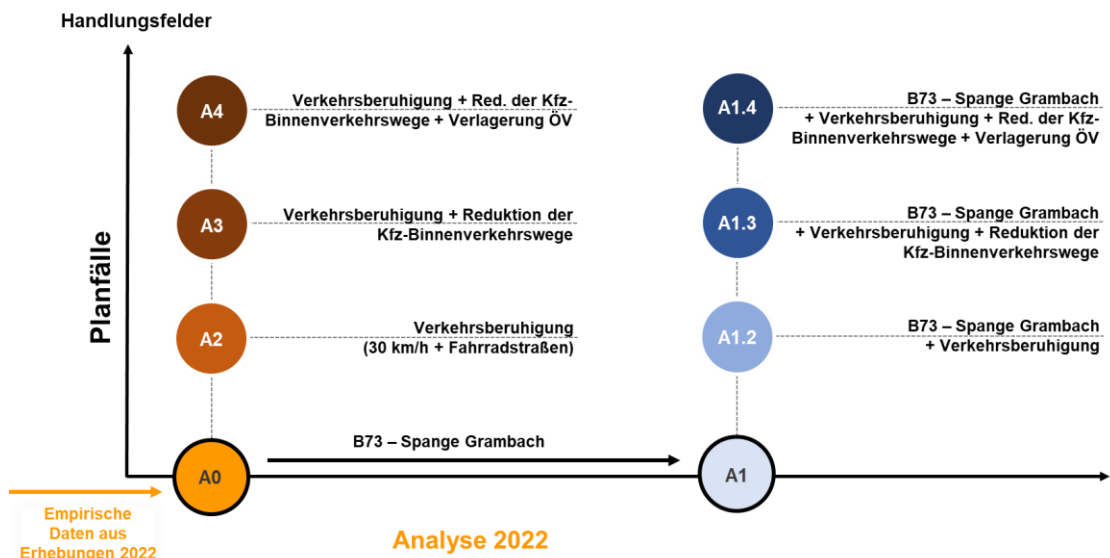 Handlungsfelder
Planfälle
A4
Verkehrsberuhigung + Red. der Kfz-
Binnenverkehrswege + Verlagerung ÖV
A3
Verkehrsberuhigung + Reduktion der
Kfz-Binnenverkehrswege
A2
Verkehrsberuhigung
(30 km/h + Fahrradstraßen)
A0
B73 – Spange Grambach
A1.4
B73 – Spange Grambach
+ Verkehrsberuhigung + Red. der Kfz-
Binnenverkehrswege + Verlagerung ÖV
A1.3
B73 – Spange Grambach
+ Verkehrsberuhigung + Reduktion der
Kfz-Binnenverkehrswege
A1.2
B73 – Spange Grambach
+ Verkehrsberuhigung
A1
Empirische
Daten aus
Erhebungen 2022
Analyse 2022